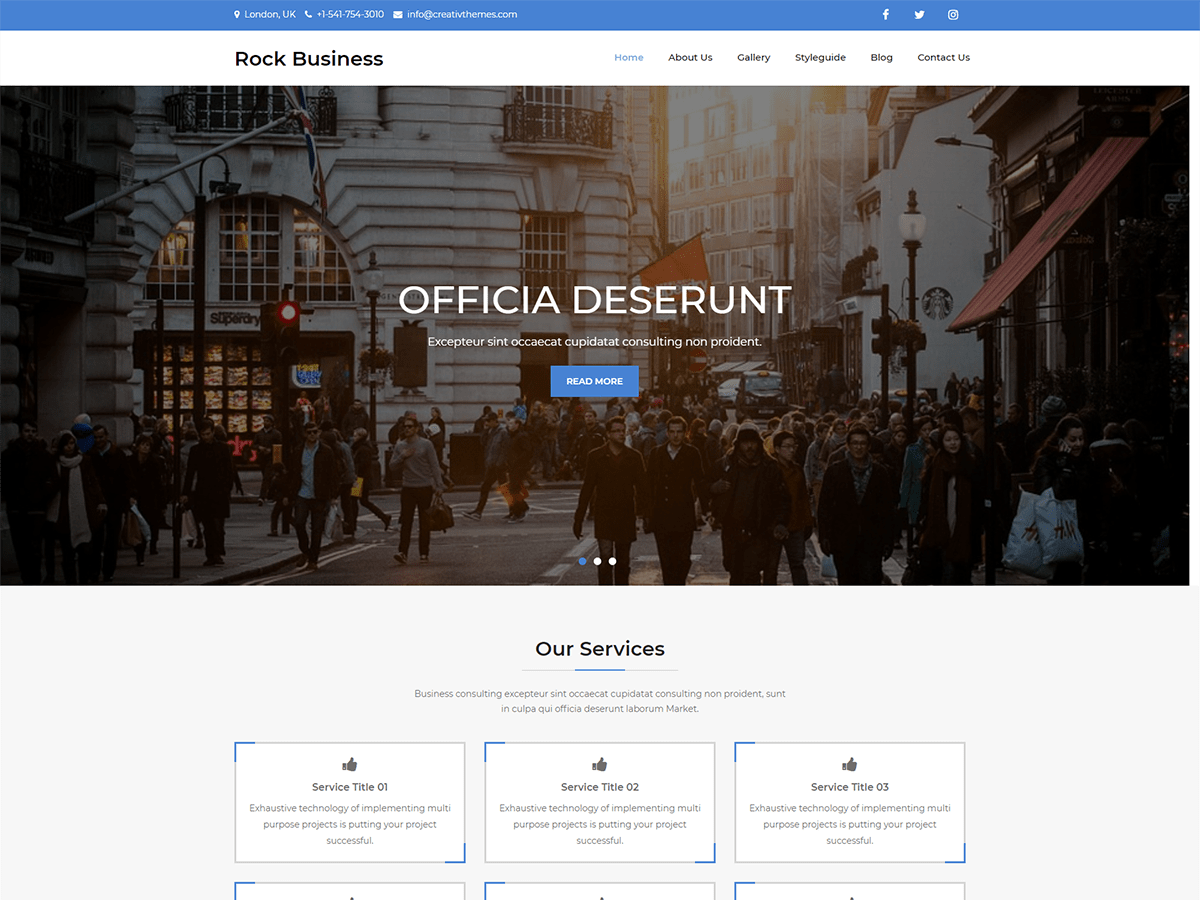 London, UK +1-541-754-3010 info@creativthemes.com
Rock Business
Home About Us Gallery Styleguide Blog Contact Us
Superdry
OFFICIA DESERUNT
Excepteur sint occaecat cupidatat consulting non proident.
READ MORE
H&M
Our Services
Business consulting excepteur sint occaecat cupidatat consulting non proident, sunt
in culpa qui officia deserunt laborum Market.
Service Title 01
Exhaustive technology of implementing multi
purpose projects is putting your project
successful.
Service Title 02
Exhaustive technology of implementing multi
purpose projects is putting your project
successful.
Service Title 03
Exhaustive technology of implementing multi
purpose projects is putting your project
successful.